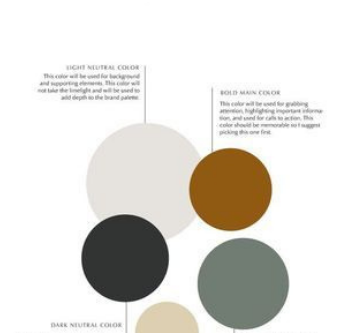 LIGHT NEUTRAL COLOR
This color will be used for background
and supporting elements. This color will
not take the limelight and will be used to
add depth to the brand palette.
BOLD MAIN COLOR
This color will be used for grabbing
attention, highlighting important informa-
tion, and used for calls to action. This
color should be memorable so I suggest
picking this one first.
DARK NEUTRAL COLOR